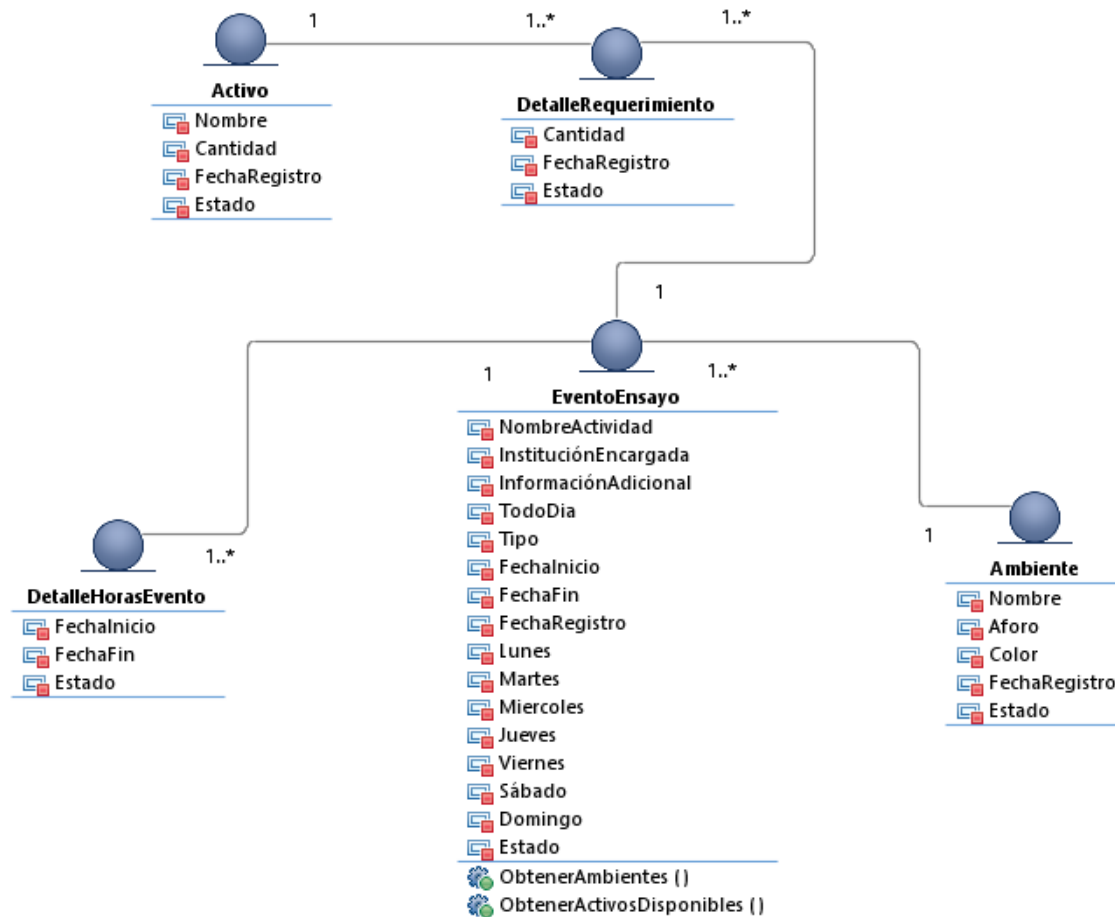 1
1..*
1..*
Activo
Nombre
Cantidad
FechaRegistro
Estado
DetalleRequerimiento
Cantidad
FechaRegistro
Estado
1
1
1..*
EventoEnsayo
NombreActividad
InstituciónEncargada
InformaciónAdicional
TodoDia
Tipo
FechaInicio
FechaFin
FechaRegistro
Lunes
Martes
Miercoles
Jueves
Viernes
Sábado
Domingo
Estado
ObtenerAmbientes ( )
ObtenerActivosDisponibles ( )
1..*
DetalleHorasEvento
FechaInicio
FechaFin
Estado
1
Ambiente
Nombre
Aforo
Color
FechaRegistro
Estado